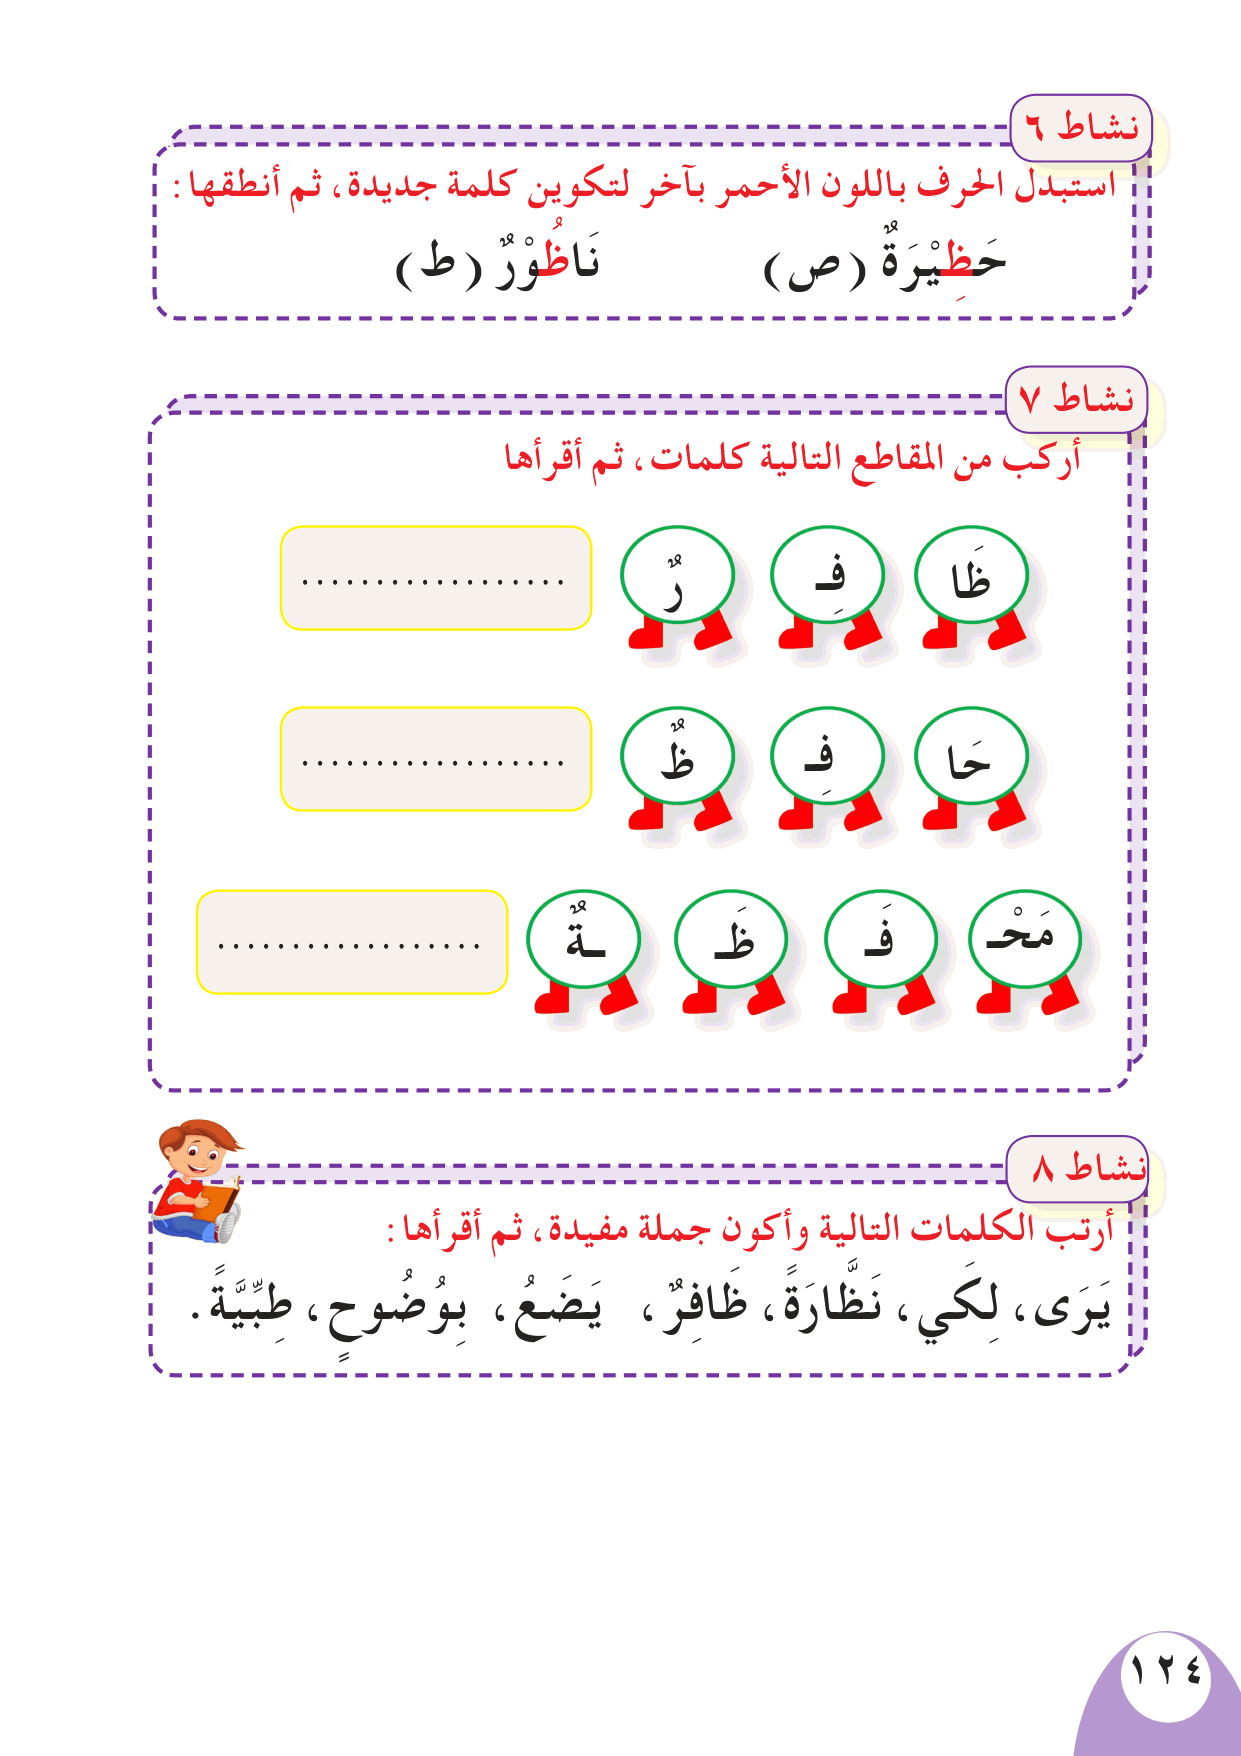 نشاط ٦
استبدل الحرف باللون الأحمر بآخر لتكوين كلمة جديدة، ثم أنطقها:
حَظِيْرَةٌ (ص) نَاظُوْرٌ (ط)
نشاط ٧
أركب من المقاطع التالية كلمات، ثم أقرأها
ظَا فِـ رٌ ..................
حَا فِـ ظٌ ..................
مَحْـ فَـ ظَـ ـةٌ ..................
نشاط ٨
أرتب الكلمات التالية وأكون جملة مفيدة، ثم أقرأها:
يَرَى، لِكَي، نَظَّارَةً، ظَافِرٌ، يَضَعُ، بِوُضُوحٍ، طِبِّيَّةً.
١٢٤